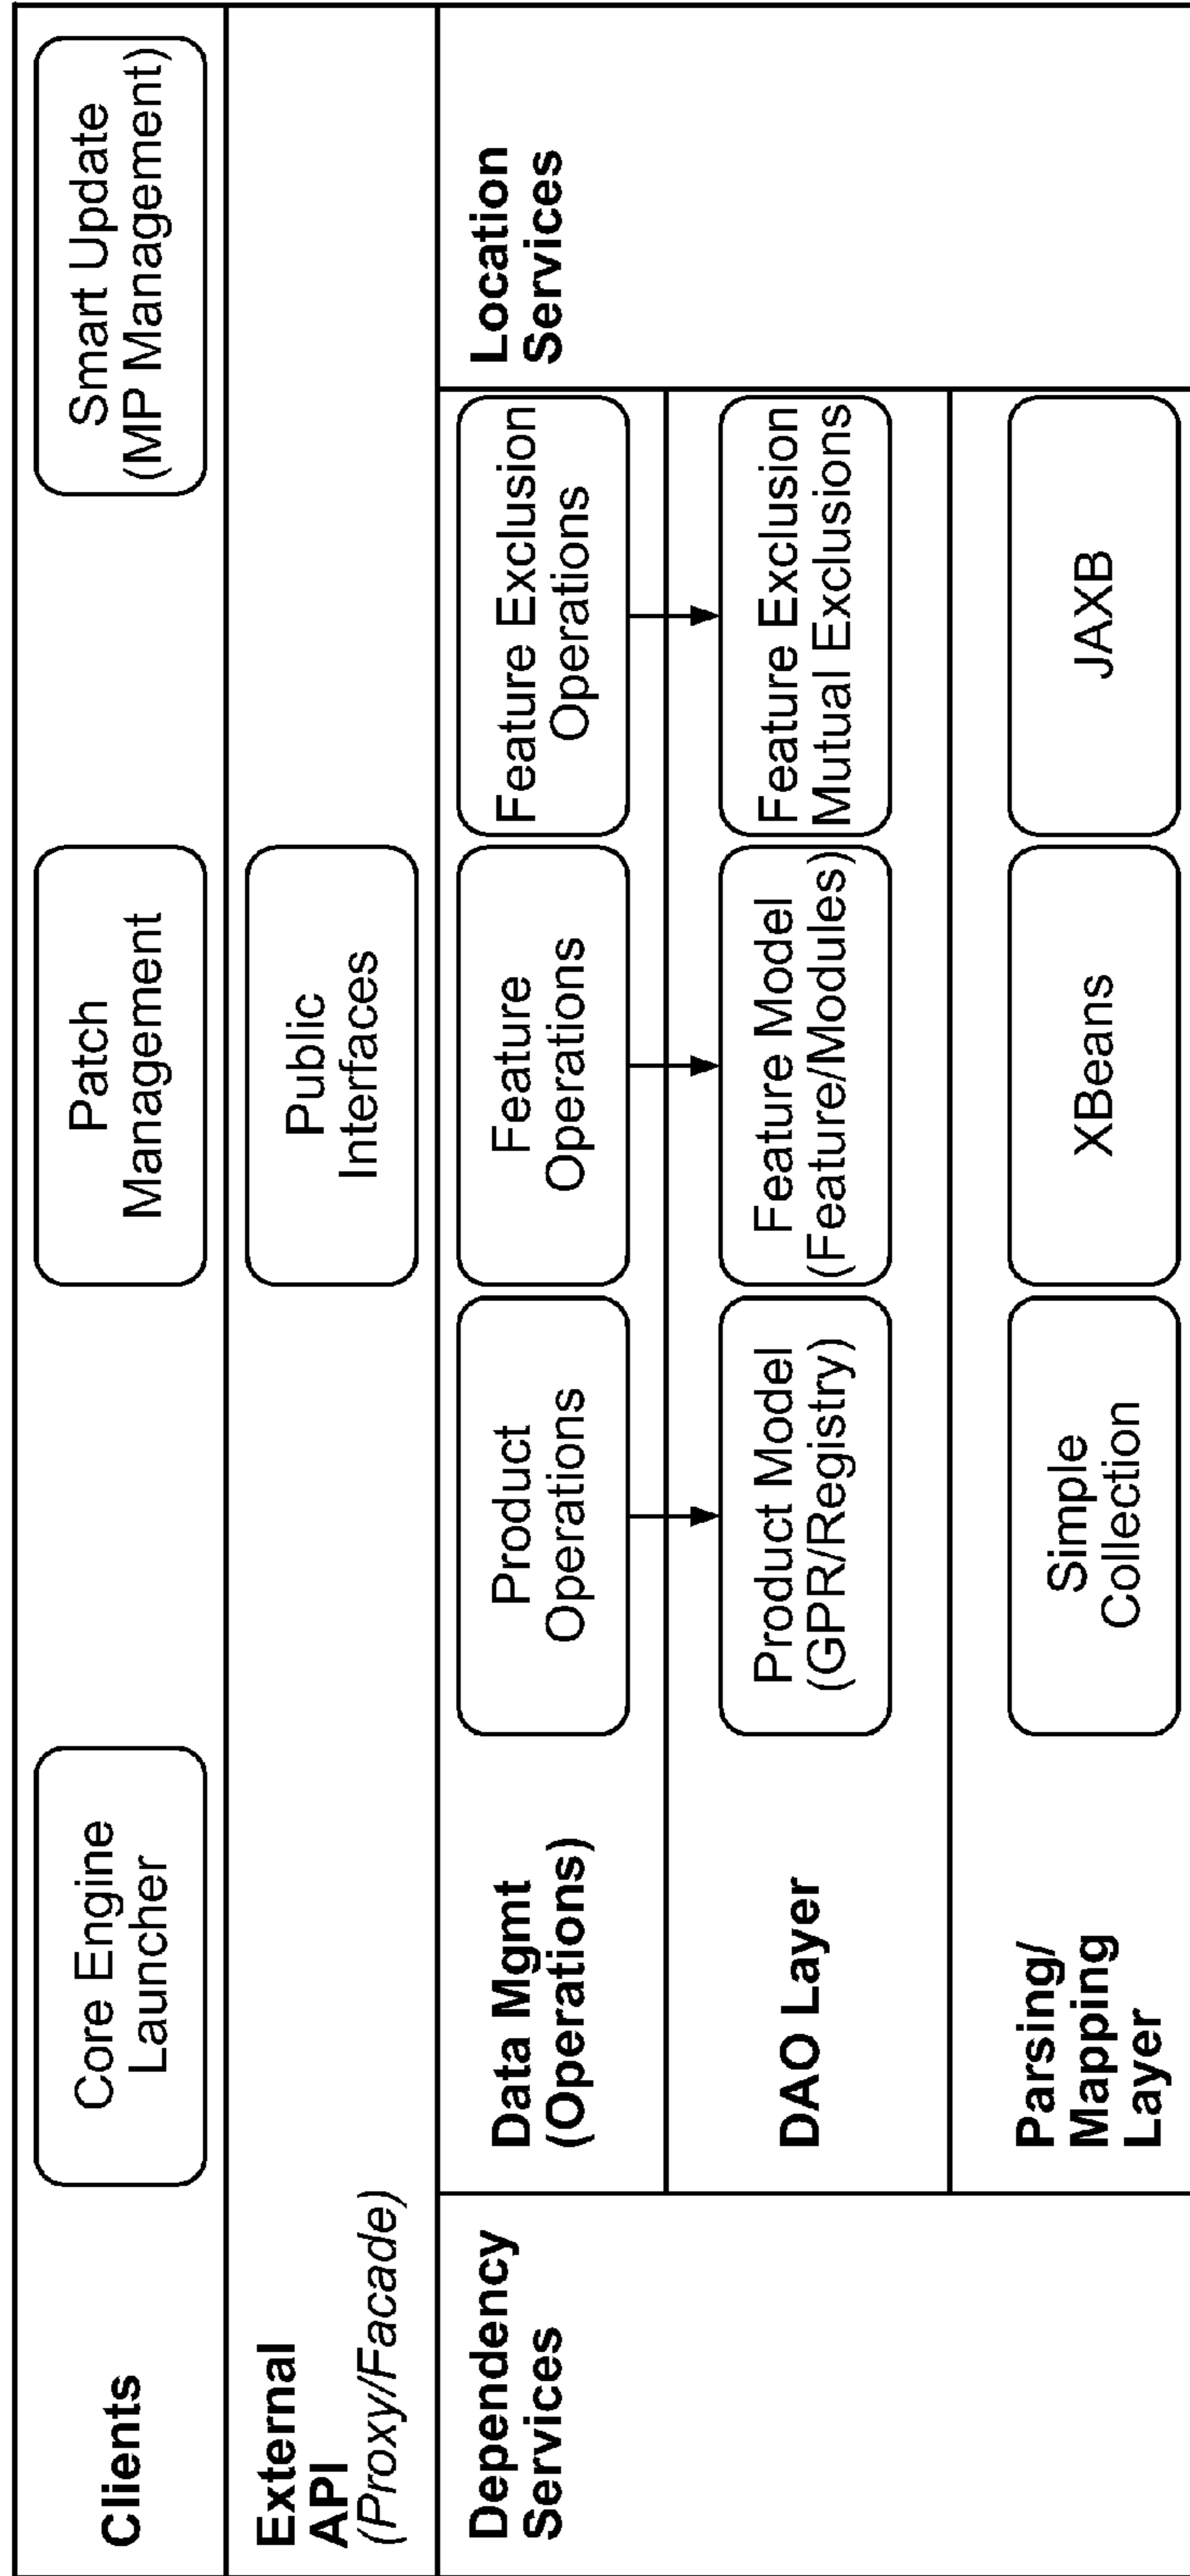 Clients
Core Engine
Launcher
Patch
Management
Smart Update
(MP Management)
External
API
(Proxy/Facade)
Public
Interfaces
Dependency
Services
Data Mgmt
(Operations)
Product
Operations
Feature
Operations
Feature Exclusion
Operations
Location
Services
DAO Layer
Product Model
(GPR/Registry)
Feature Model
(Feature/Modules)
Feature Exclusion
Mutual Exclusions
Parsing/
Mapping
Layer
Simple
Collection
XBeans
JAXB